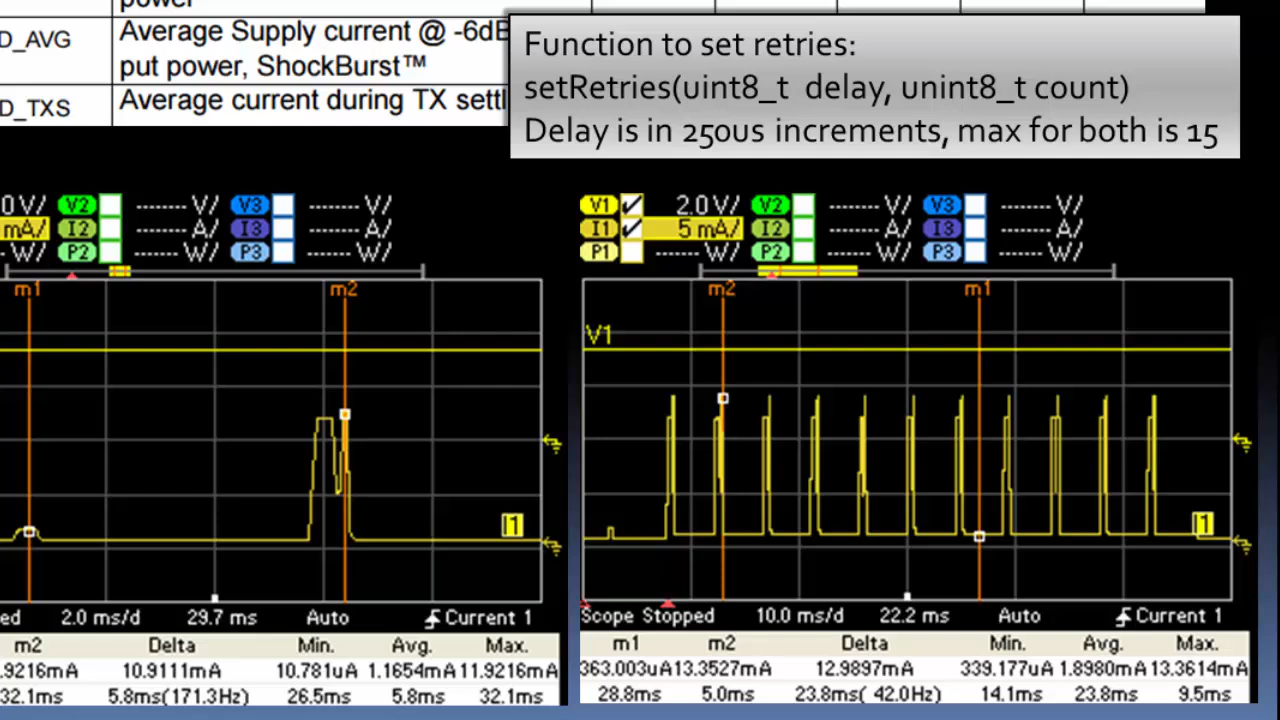 power
D_AVG
Average Supply current @ -6dB
put power, ShockBurst™
D_TXS
Average current during TX settl
Function to set retries:
setRetries(uint8_t delay, unint8_t count)
Delay is in 250us increments, max for both is 15
0 V/ V2 ------ V/ V3 ------ V/
mA/ I2 ------ A/ I3 ------ A/
-- W/ P2 ------ W/ P3 ------ W/
m1 m2
I1
ed 2.0 ms/d 29.7 ms Auto Current 1
m2 Delta Min. Avg. Max.
.9216mA 10.9111mA 10.781uA 1.1654mA 11.9216mA
32.1ms 5.8ms(171.3Hz) 26.5ms 5.8ms 32.1ms
V1 2.0 V/ V2 ------ V/ V3 ------ V/
I1 5 mA/ I2 ------ A/ I3 ------ A/
P1 ------ W/ P2 ------ W/ P3 ------ W/
m2 m1
V1
I1
Scope Stopped 10.0 ms/d 22.2 ms Auto Current 1
m1 m2 Delta Min. Avg. Max.
363.003uA 13.3527mA 12.9897mA 339.177uA 1.8980mA 13.3614mA
28.8ms 5.0ms 23.8ms( 42.0Hz) 14.1ms 23.8ms 9.5ms